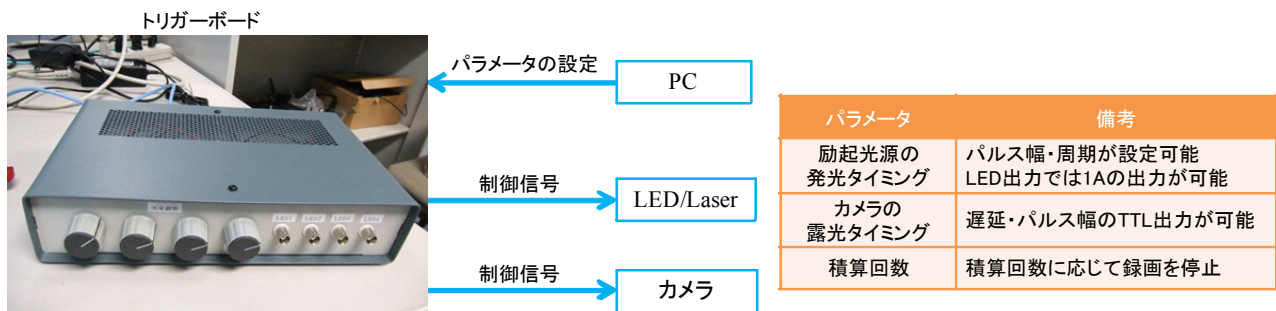 トリガーボード
パラメータの設定
PC
制御信号
LED/Laser
制御信号
カメラ
LED1 LED2 LED3 LED4
パラメータ
備考
励起光源の
発光タイミング
パルス幅・周期が設定可能
LED出力では1Aの出力が可能
カメラの
露光タイミング
遅延・パルス幅のTTL出力が可能
積算回数
積算回数に応じて録画を停止